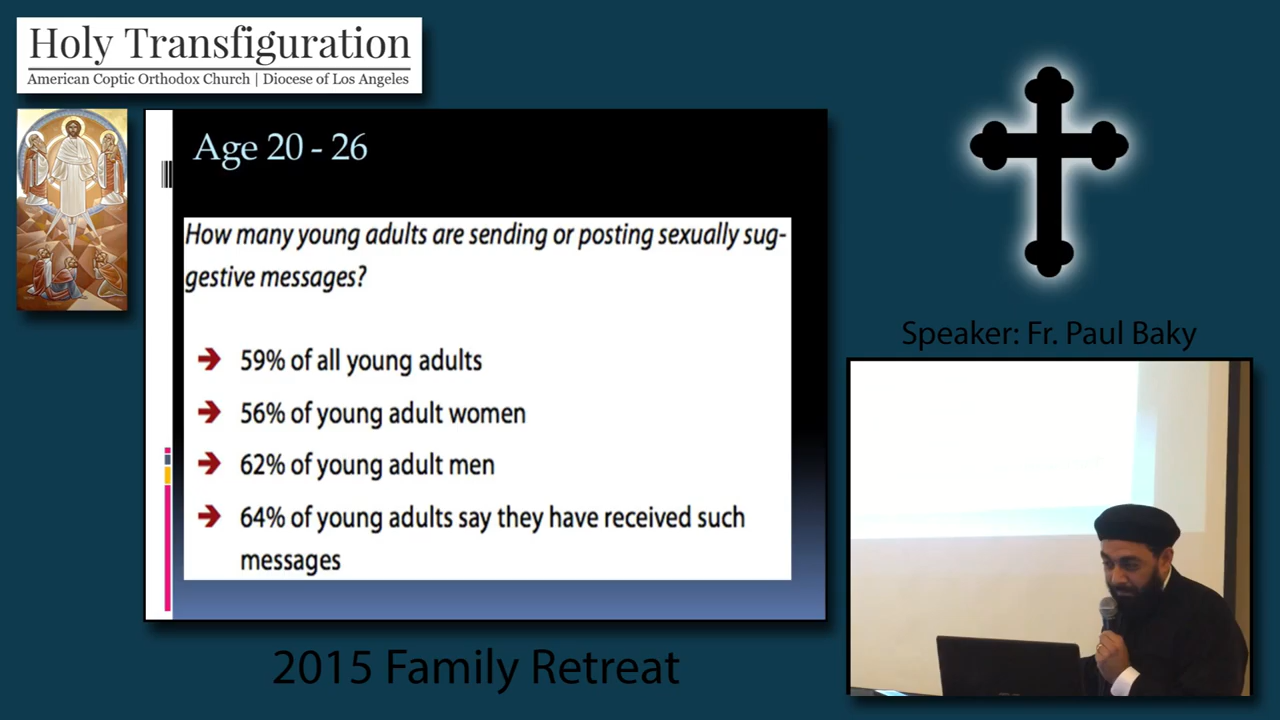 Holy Transfiguration
American Coptic Orthodox Church | Diocese of Los Angeles
Age 20 - 26
How many young adults are sending or posting sexually sug-
gestive messages?
59% of all young adults
56% of young adult women
62% of young adult men
64% of young adults say they have received such
messages
Speaker: Fr. Paul Baky
2015 Family Retreat